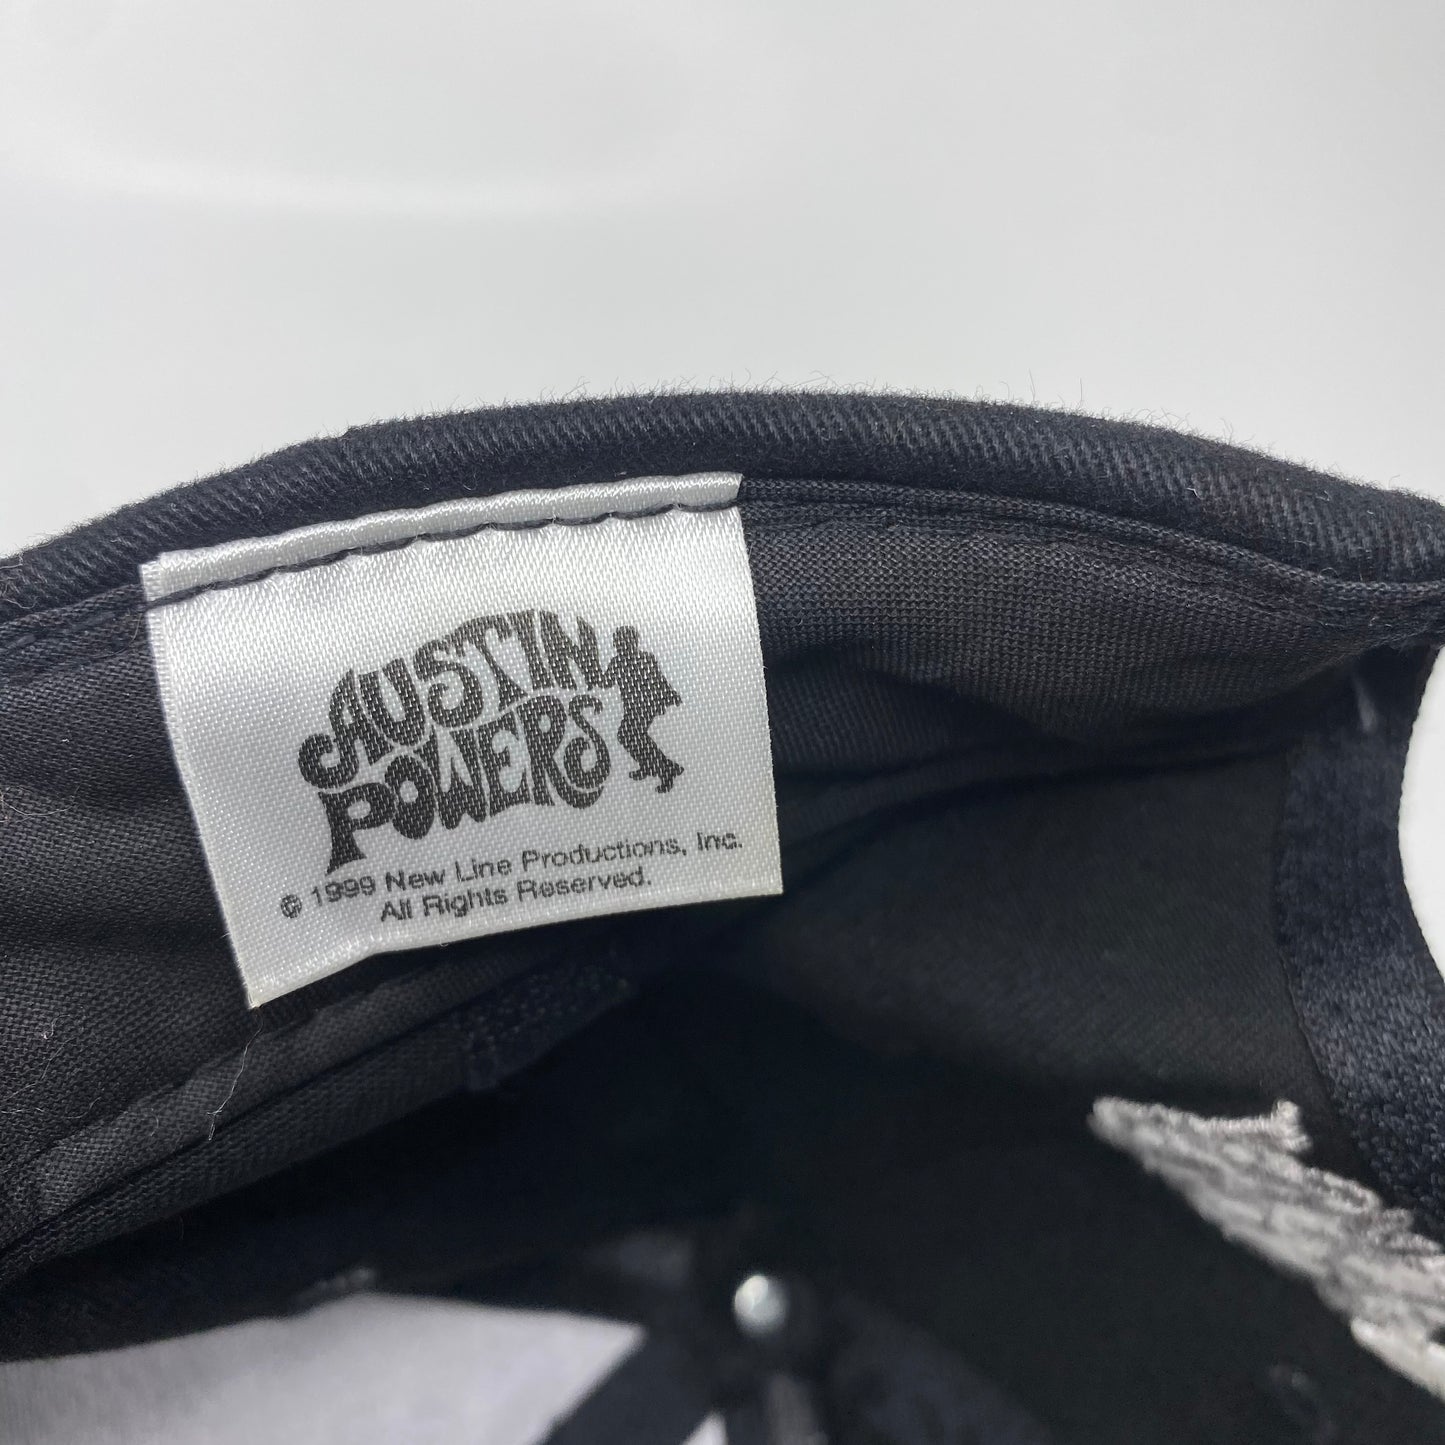 AUSTIN
POWERS
© 1999 New Line Productions, Inc.
All Rights Reserved.